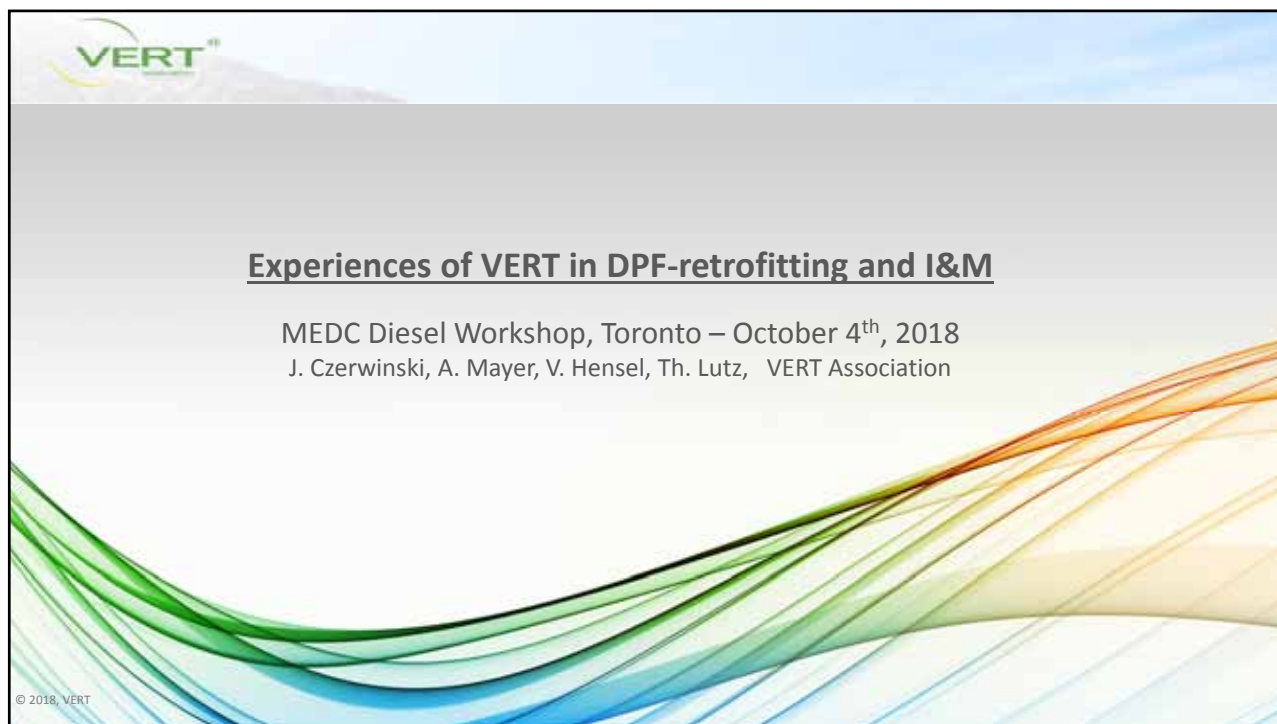 VERT®
Experiences of VERT in DPF-retrofitting and I&M
MEDC Diesel Workshop, Toronto – October 4th, 2018
J. Czerwinski, A. Mayer, V. Hensel, Th. Lutz, VERT Association
© 2018, VERT